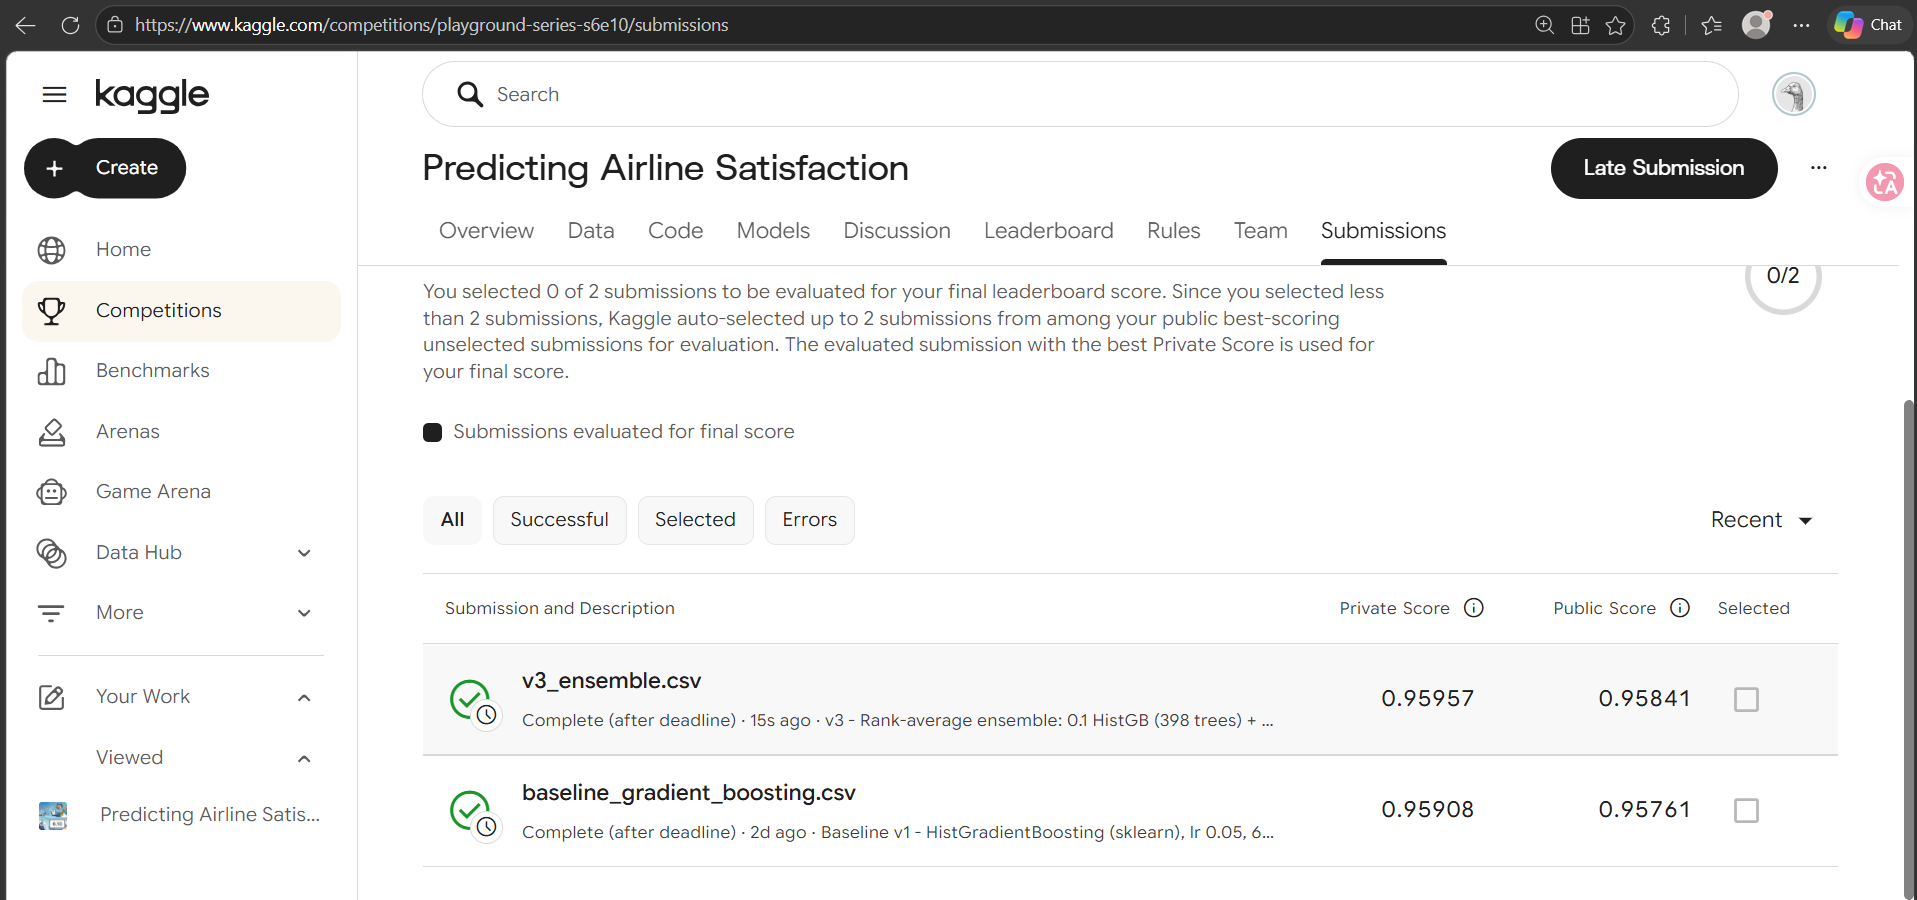 https://www.kaggle.com/competitions/playground-series-s6e10/submissions
Chat
kaggle
Search
Create
Home
Competitions
Benchmarks
Arenas
Game Arena
Data Hub
More
Your Work
Viewed
Predicting Airline Satis...
Predicting Airline Satisfaction
Late Submission
Overview Data Code Models Discussion Leaderboard Rules Team Submissions
0/2
You selected 0 of 2 submissions to be evaluated for your final leaderboard score. Since you selected less
than 2 submissions, Kaggle auto-selected up to 2 submissions from among your public best-scoring
unselected submissions for evaluation. The evaluated submission with the best Private Score is used for
your final score.
Submissions evaluated for final score
All Successful Selected Errors Recent
Submission and Description Private Score Public Score Selected
v3_ensemble.csv
Complete (after deadline) · 15s ago · v3 - Rank-average ensemble: 0.1 HistGB (398 trees) + ...
0.95957 0.95841
baseline_gradient_boosting.csv
Complete (after deadline) · 2d ago · Baseline v1 - HistGradientBoosting (sklearn), lr 0.05, 6...
0.95908 0.95761